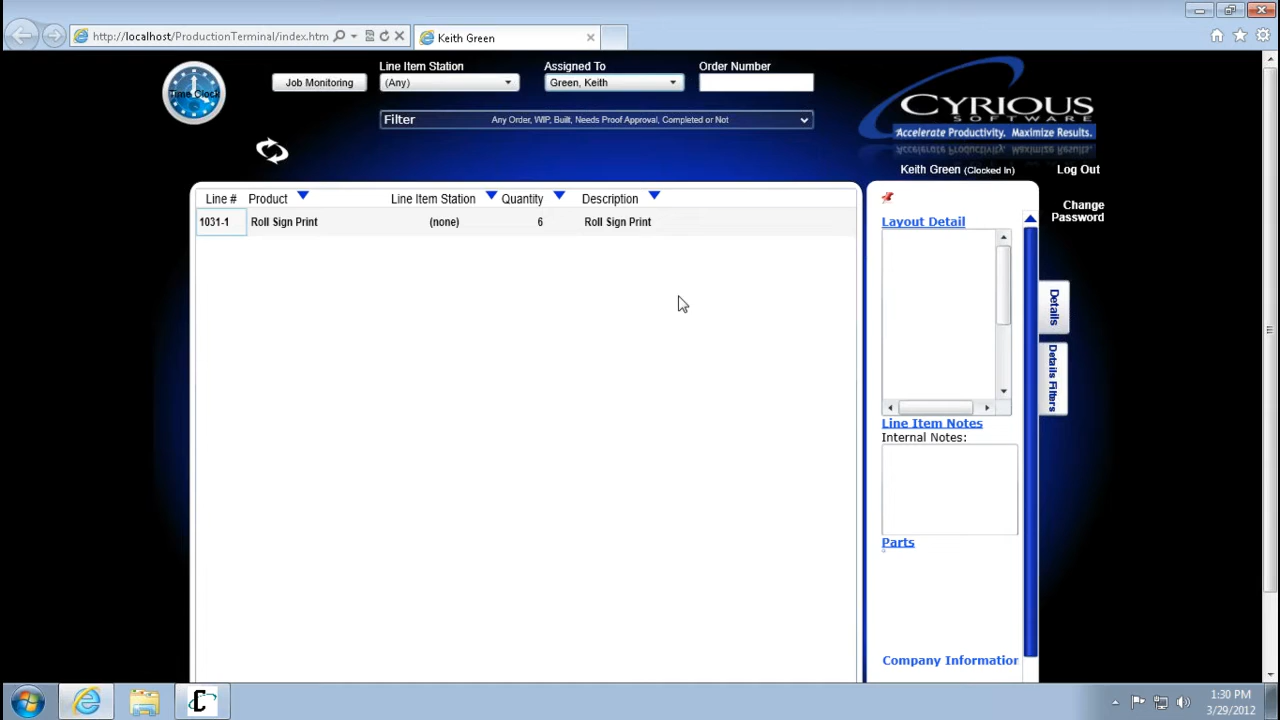 http://localhost/ProductionTerminal/index.htm
Keith Green
Time Clock
Job Monitoring
Line Item Station
(Any)
Assigned To
Green, Keith
Order Number
Filter Any Order, WIP, Built, Needs Proof Approval, Completed or Not
CYRIOUS
SOFTWARE
Accelerate Productivity. Maximize Results.
Keith Green (Clocked In)
Log Out
Change
Password
Line # Product Line Item Station Quantity Description
1031-1 Roll Sign Print (none) 6 Roll Sign Print
Layout Detail
Line Item Notes
Internal Notes:
Parts
Company Information
Details
Details Filters
1:30 PM
3/29/2012